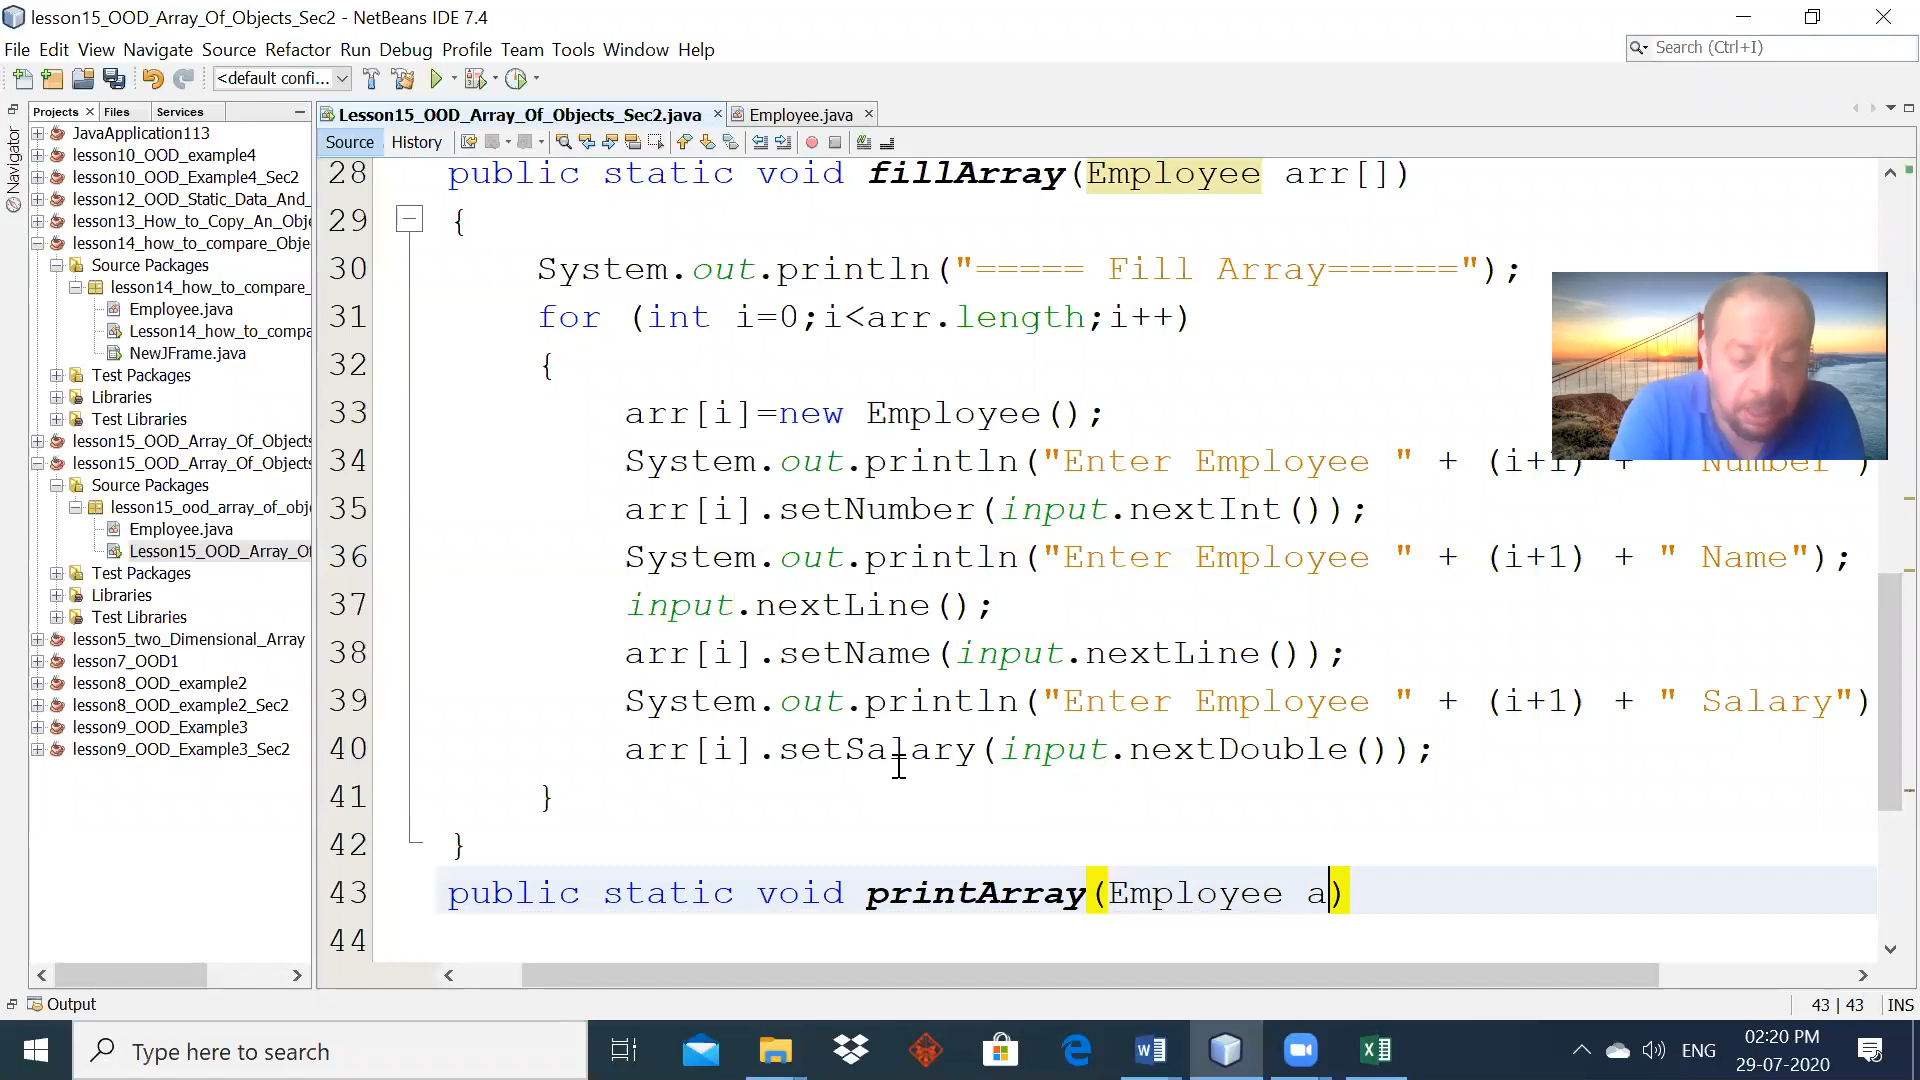 lesson15_OOD_Array_Of_Objects_Sec2 - NetBeans IDE 7.4
File Edit View Navigate Source Refactor Run Debug Profile Team Tools Window Help
Search (Ctrl+I)
<default confi...
Projects Files Services
Navigator
JavaApplication113
lesson10_OOD_example4
lesson10_OOD_Example4_Sec2
lesson12_OOD_Static_Data_And_
lesson13_How_to_Copy_An_Obje
lesson14_how_to_compare_Obje
Source Packages
lesson14_how_to_compare_
Employee.java
Lesson14_how_to_compa
NewJFrame.java
Test Packages
Libraries
Test Libraries
lesson15_OOD_Array_Of_Objects
lesson15_OOD_Array_Of_Objects
Source Packages
lesson15_ood_array_of_obj
Employee.java
Lesson15_OOD_Array_Of
Test Packages
Libraries
Test Libraries
lesson5_two_Dimensional_Array
lesson7_OOD1
lesson8_OOD_example2
lesson8_OOD_example2_Sec2
lesson9_OOD_Example3
lesson9_OOD_Example3_Sec2
Lesson15_OOD_Array_Of_Objects_Sec2.java Employee.java
Source History
28 public static void fillArray(Employee arr[])
29 {
30 System.out.println("===== Fill Array======");
31 for (int i=0;i<arr.length;i++)
32 {
33 arr[i]=new Employee();
34 System.out.println("Enter Employee " + (i+1) + " Number")
35 arr[i].setNumber(input.nextInt());
36 System.out.println("Enter Employee " + (i+1) + " Name");
37 input.nextLine();
38 arr[i].setName(input.nextLine());
39 System.out.println("Enter Employee " + (i+1) + " Salary")
40 arr[i].setSalary(input.nextDouble());
41 }
42 }
43 public static void printArray(Employee a)
44
Output
43 | 43 INS
Type here to search
ENG
02:20 PM
29-07-2020